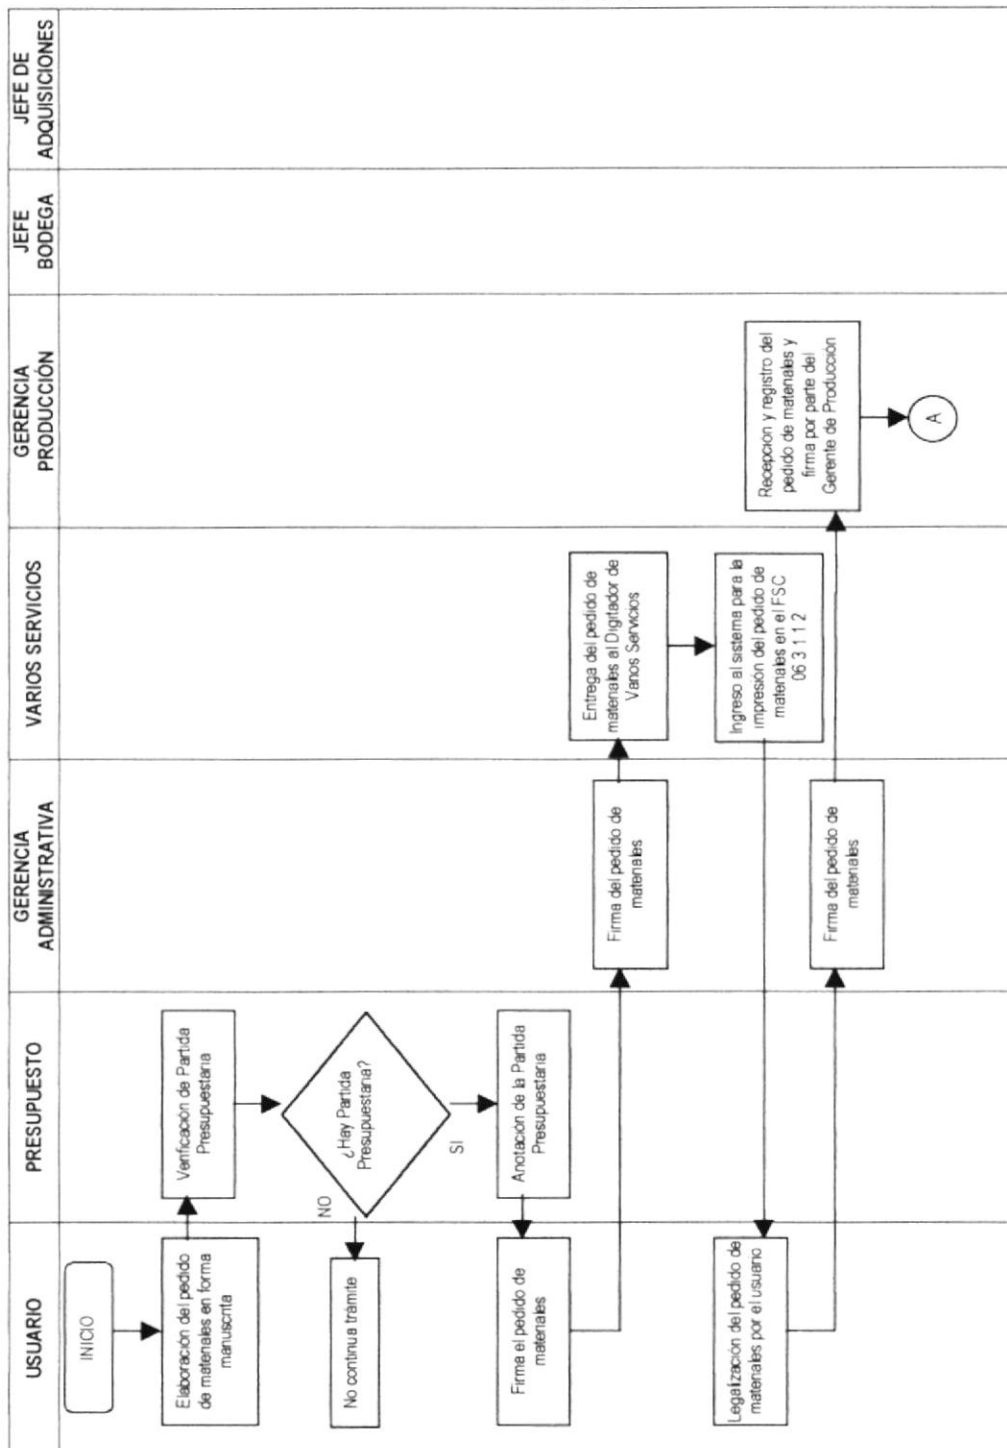 USUARIO
PRESUPUESTO
GERENCIA
ADMINISTRATIVA
VARIOS SERVICIOS
GERENCIA
PRODUCCIÓN
JEFE
BODEGA
JEFE DE
ADQUISICIONES
INICIO
Elaboración del pedido
de materiales en forma
manuscrita
Verificación de Partida
Presupuestaria
¿Hay Partida
Presupuestaria?
NO
SI
No continua trámite
Anotación de la Partida
Presupuestaria
Firma el pedido de
materiales
Firma del pedido de
materiales
Entrega del pedido de
materiales al Digitador de
Varios Servicios
Ingreso al sistema para la
impresión del pedido de
materiales en el FSC
06 3 1 1 2
Legalización del pedido de
materiales por el usuario
Firma del pedido de
materiales
Recepción y registro del
pedido de materiales y
firma por parte del
Gerente de Producción
A